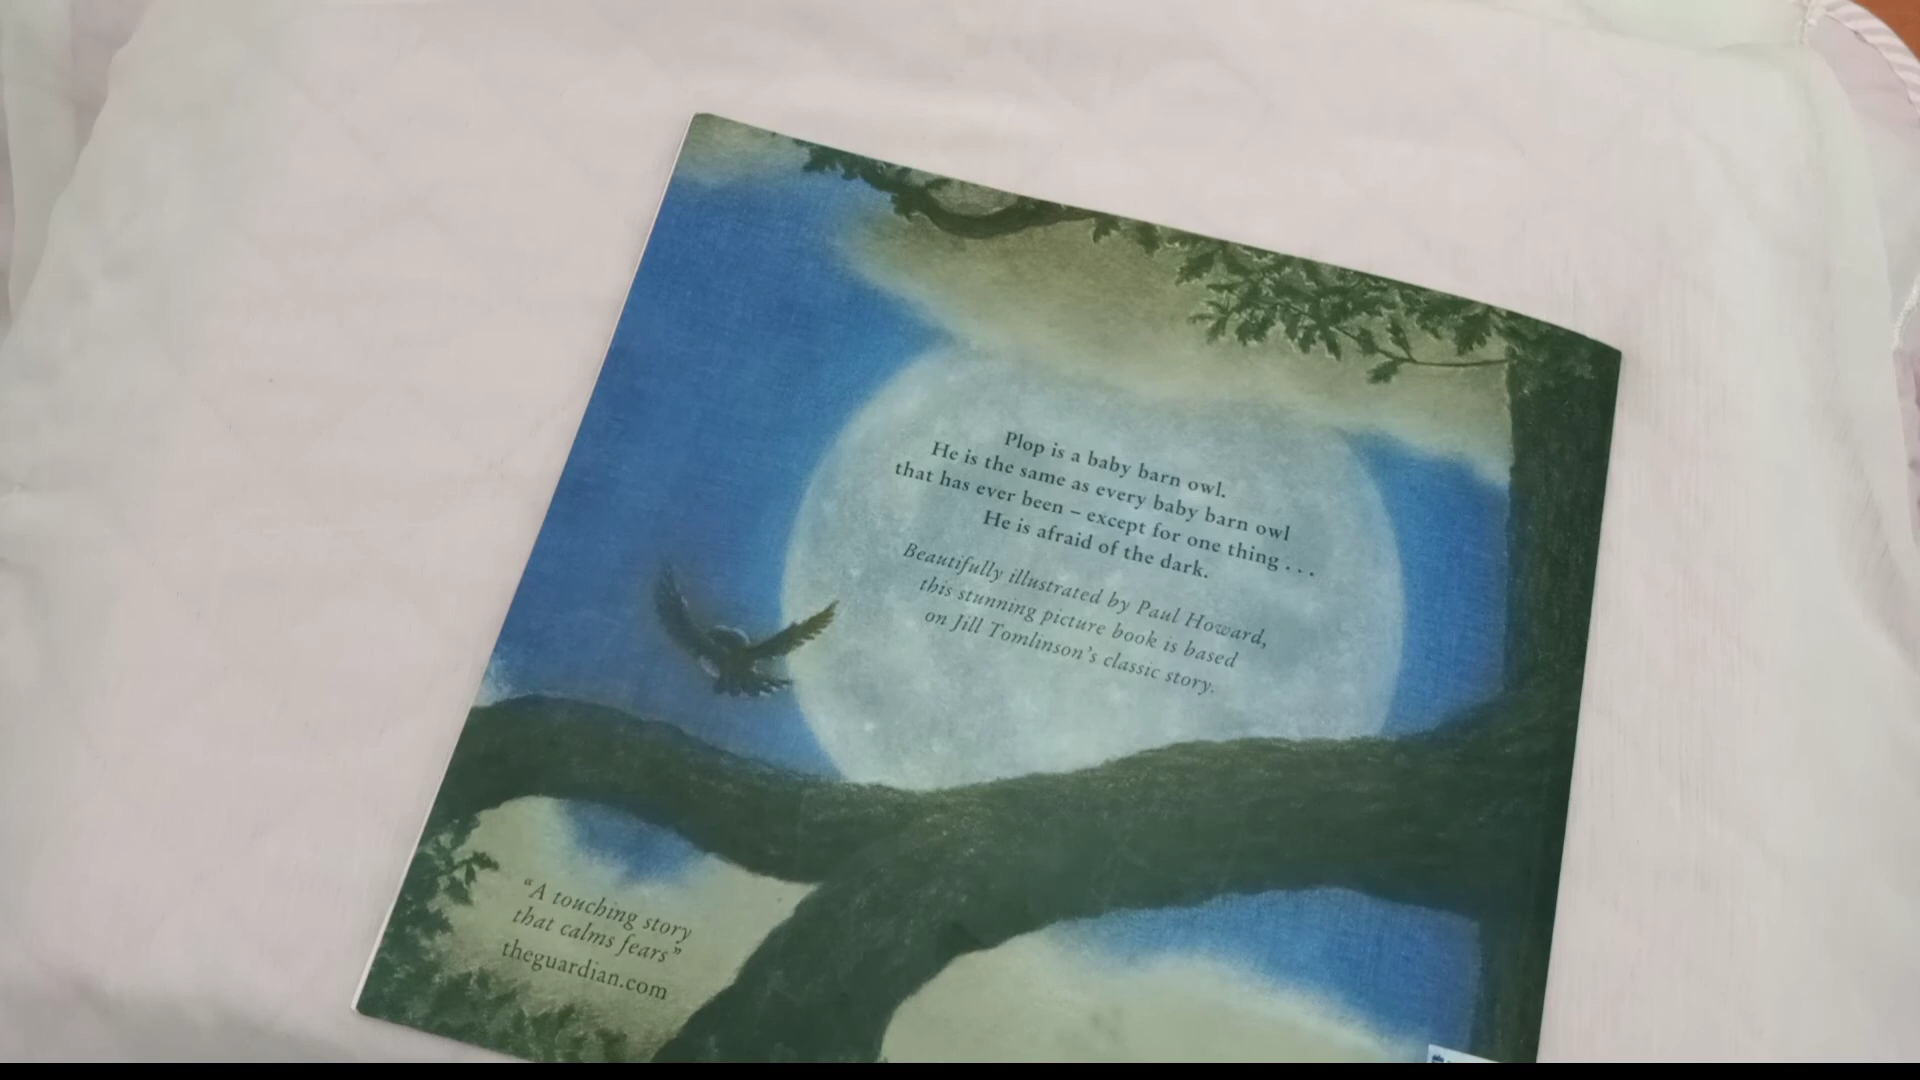 Plop is a baby barn owl.
He is the same as every baby barn owl
that has ever been – except for one thing . . .
He is afraid of the dark.
Beautifully illustrated by Paul Howard,
this stunning picture book is based
on Jill Tomlinson's classic story.
"A touching story
that calms fears"
theguardian.com